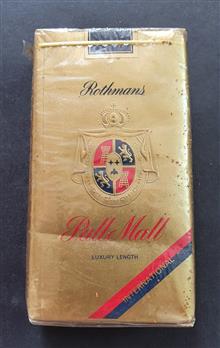 Rothmans
Pall Mall
LUXURY LENGTH
INTERNATIONAL